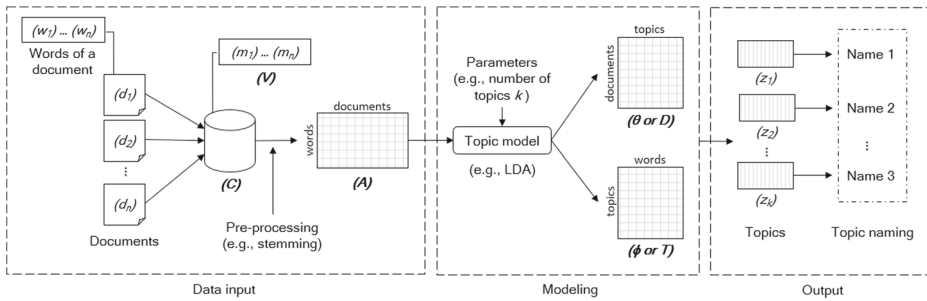 (w1) ... (wn)
Words of a
document
(d1)
(d2)
...
(dn)
Documents
(m1) ... (mn)
(V)
(C)
Pre-processing
(e.g., stemming)
documents
words
(A)
Data input
Parameters
(e.g., number of
topics k)
Topic model
(e.g., LDA)
topics
documents
(θ or D)
words
topics
(ϕ or T)
Modeling
(z1)
(z2)
...
(zk)
Topics
Name 1
Name 2
...
Name 3
Topic naming
Output